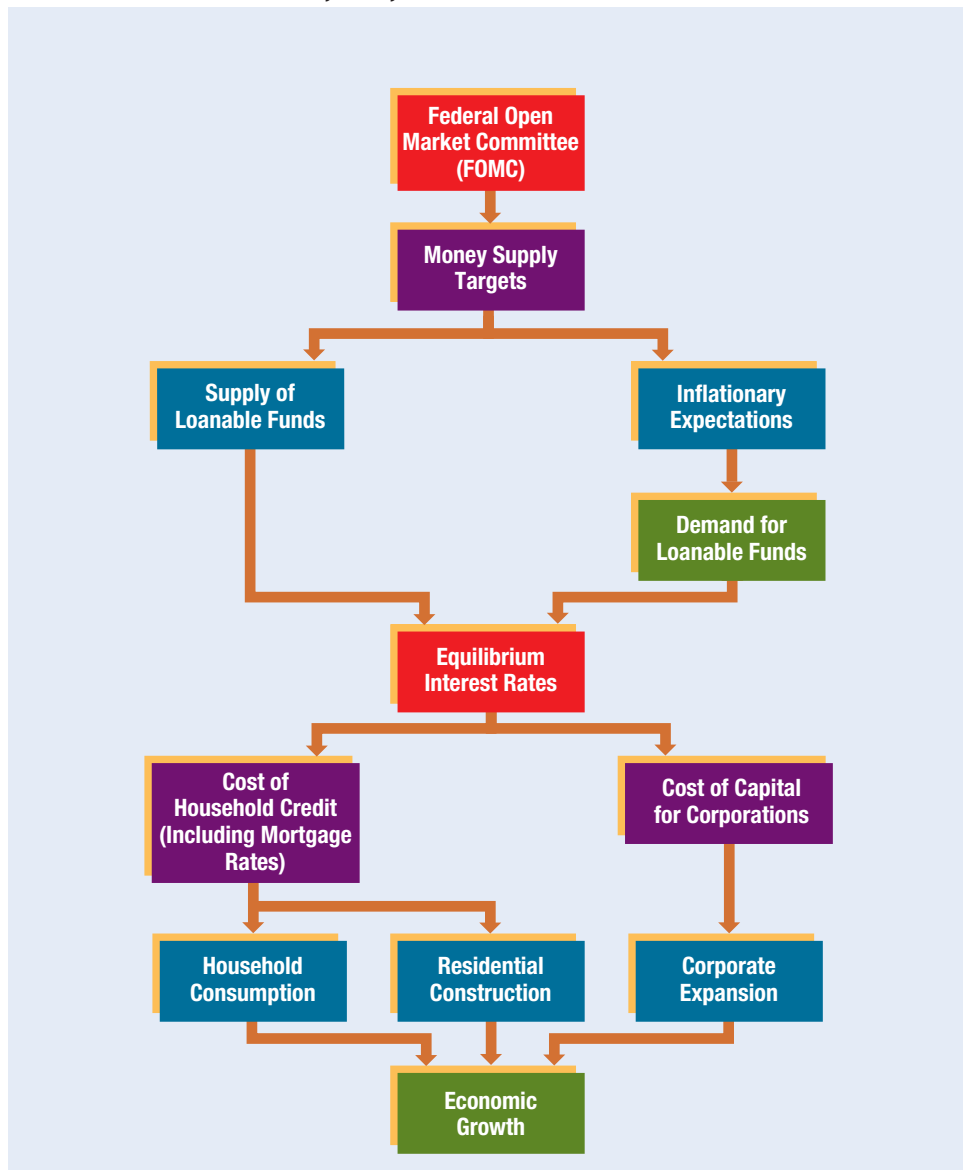 Federal Open
Market Committee
(FOMC)
Money Supply
Targets
Supply of
Loanable Funds
Inflationary
Expectations
Demand for
Loanable Funds
Equilibrium
Interest Rates
Cost of
Household Credit
(Including Mortgage
Rates)
Cost of Capital
for Corporations
Household
Consumption
Residential
Construction
Corporate
Expansion
Economic
Growth